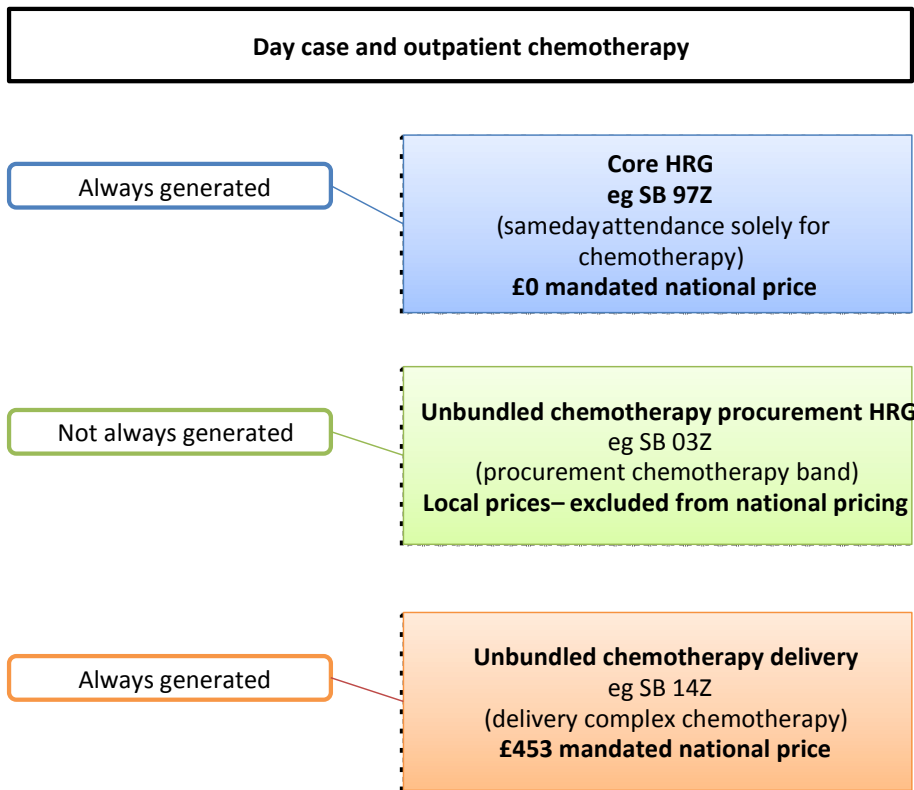 Day case and outpatient chemotherapy
Always generated
Core HRG
eg SB 97Z
(samedayattendance solely for
chemotherapy)
£0 mandated national price
Not always generated
Unbundled chemotherapy procurement HRG
eg SB 03Z
(procurement chemotherapy band)
Local prices– excluded from national pricing
Always generated
Unbundled chemotherapy delivery
eg SB 14Z
(delivery complex chemotherapy)
£453 mandated national price